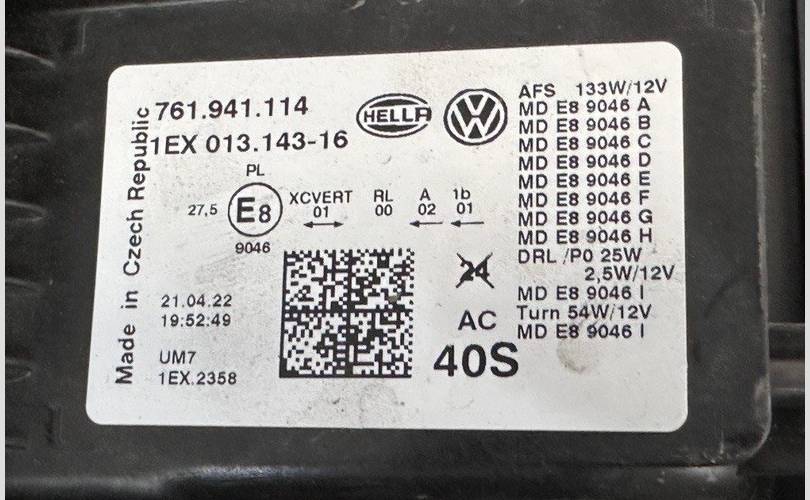 Made in Czech Republic
761.941.114
1EX 013.143-16
HELLA
VW
PL
27,5
E8
9046
XCVERT RL A 1b
01 00 02 01
21.04.22
19:52:49
UM7
1EX.2358
24
AC
40S
AFS 133W/12V
MD E8 9046 A
MD E8 9046 B
MD E8 9046 C
MD E8 9046 D
MD E8 9046 E
MD E8 9046 F
MD E8 9046 G
MD E8 9046 H
DRL /P0 25W
2,5W/12V
MD E8 9046 I
Turn 54W/12V
MD E8 9046 I